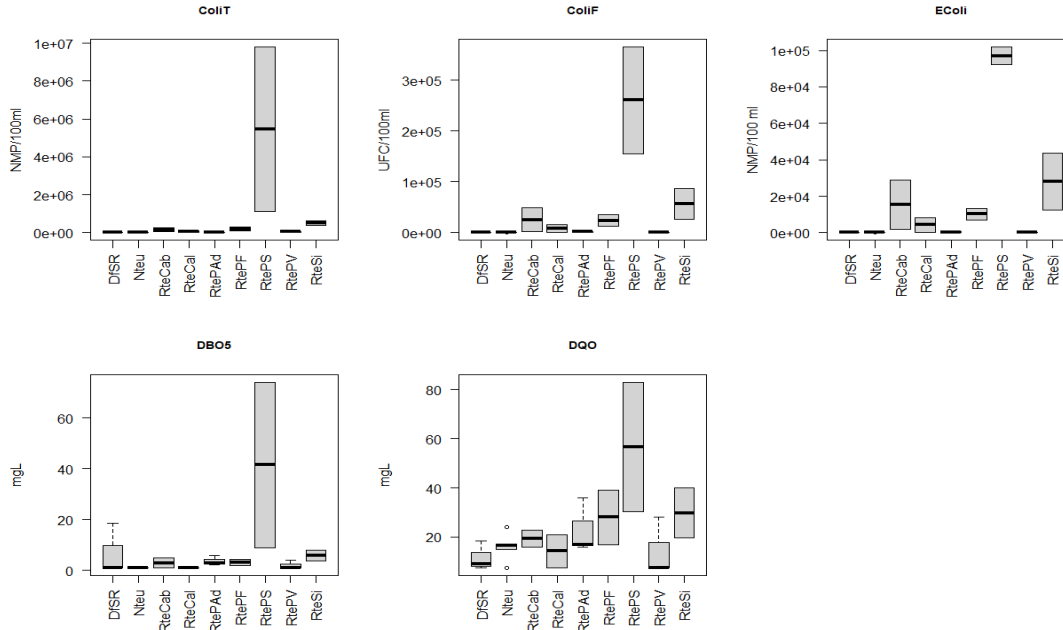 ColiT
NMP/100ml
1e+07
8e+06
6e+06
4e+06
2e+06
0e+00
DfSR
Nteu
RteCab
RteCal
RtePAd
RtePF
RtePS
RtePV
RteSi
ColiF
UFC/100ml
3e+05
2e+05
1e+05
0e+00
DfSR
Nteu
RteCab
RteCal
RtePAd
RtePF
RtePS
RtePV
RteSi
EColi
NMP/100 ml
1e+05
8e+04
6e+04
4e+04
2e+04
0e+00
DfSR
Nteu
RteCab
RteCal
RtePAd
RtePF
RtePS
RtePV
RteSi
DBO5
mgL
60
40
20
0
DfSR
Nteu
RteCab
RteCal
RtePAd
RtePF
RtePS
RtePV
RteSi
DQO
mgL
80
60
40
20
DfSR
Nteu
RteCab
RteCal
RtePAd
RtePF
RtePS
RtePV
RteSi